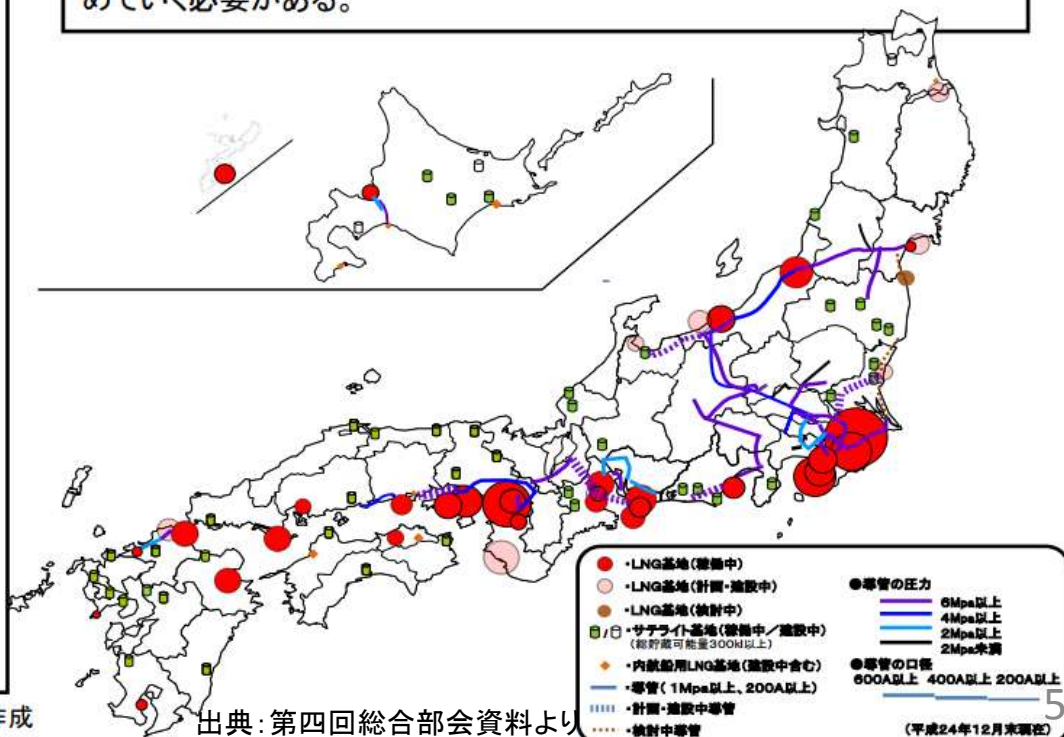 めていく必要がある。
・LNG基地(稼働中)
・LNG基地(計画・建設中)
・LNG基地(検討中)
/ ・サテライト基地(稼働中/建設中)
(総貯蔵可能量300kl以上)
・内航船用LNG基地(建設中含む)
・導管(1Mpa以上、200A以上)
・計画・建設中導管
・検討中導管
●導管の圧力
6Mpa以上
4Mpa以上
2Mpa以上
2Mpa未満
●導管の口径
600A以上 400A以上 200A以上
(平成24年12月末現在)
成
出典:第四回総合部会資料より
5